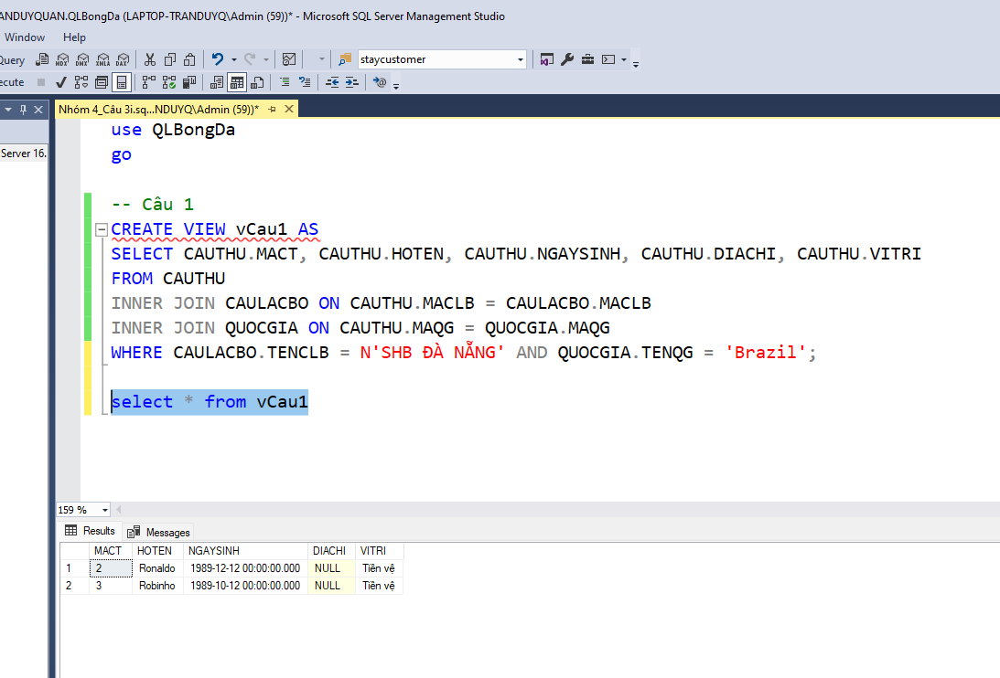 ANDUYQUAN.QLBongDa (LAPTOP-TRANDUYQ\Admin (59))* - Microsoft SQL Server Management Studio
Window Help
Query MDX DMX XMLA DAX staycustomer
ecute
Nhóm 4_Câu 3i.sq...NDUYQ\Admin (59))*
Server 16.
use QLBongDa
go
-- Câu 1
CREATE VIEW vCau1 AS
SELECT CAUTHU.MACT, CAUTHU.HOTEN, CAUTHU.NGAYSINH, CAUTHU.DIACHI, CAUTHU.VITRI
FROM CAUTHU
INNER JOIN CAULACBO ON CAUTHU.MACLB = CAULACBO.MACLB
INNER JOIN QUOCGIA ON CAUTHU.MAQG = QUOCGIA.MAQG
WHERE CAULACBO.TENCLB = N'SHB ĐÀ NẴNG' AND QUOCGIA.TENQG = 'Brazil';
select * from vCau1
159 %
Results Messages
MACT HOTEN NGAYSINH DIACHI VITRI
1 2 Ronaldo 1989-12-12 00:00:00.000 NULL Tiền vệ
2 3 Robinho 1989-10-12 00:00:00.000 NULL Tiền vệ